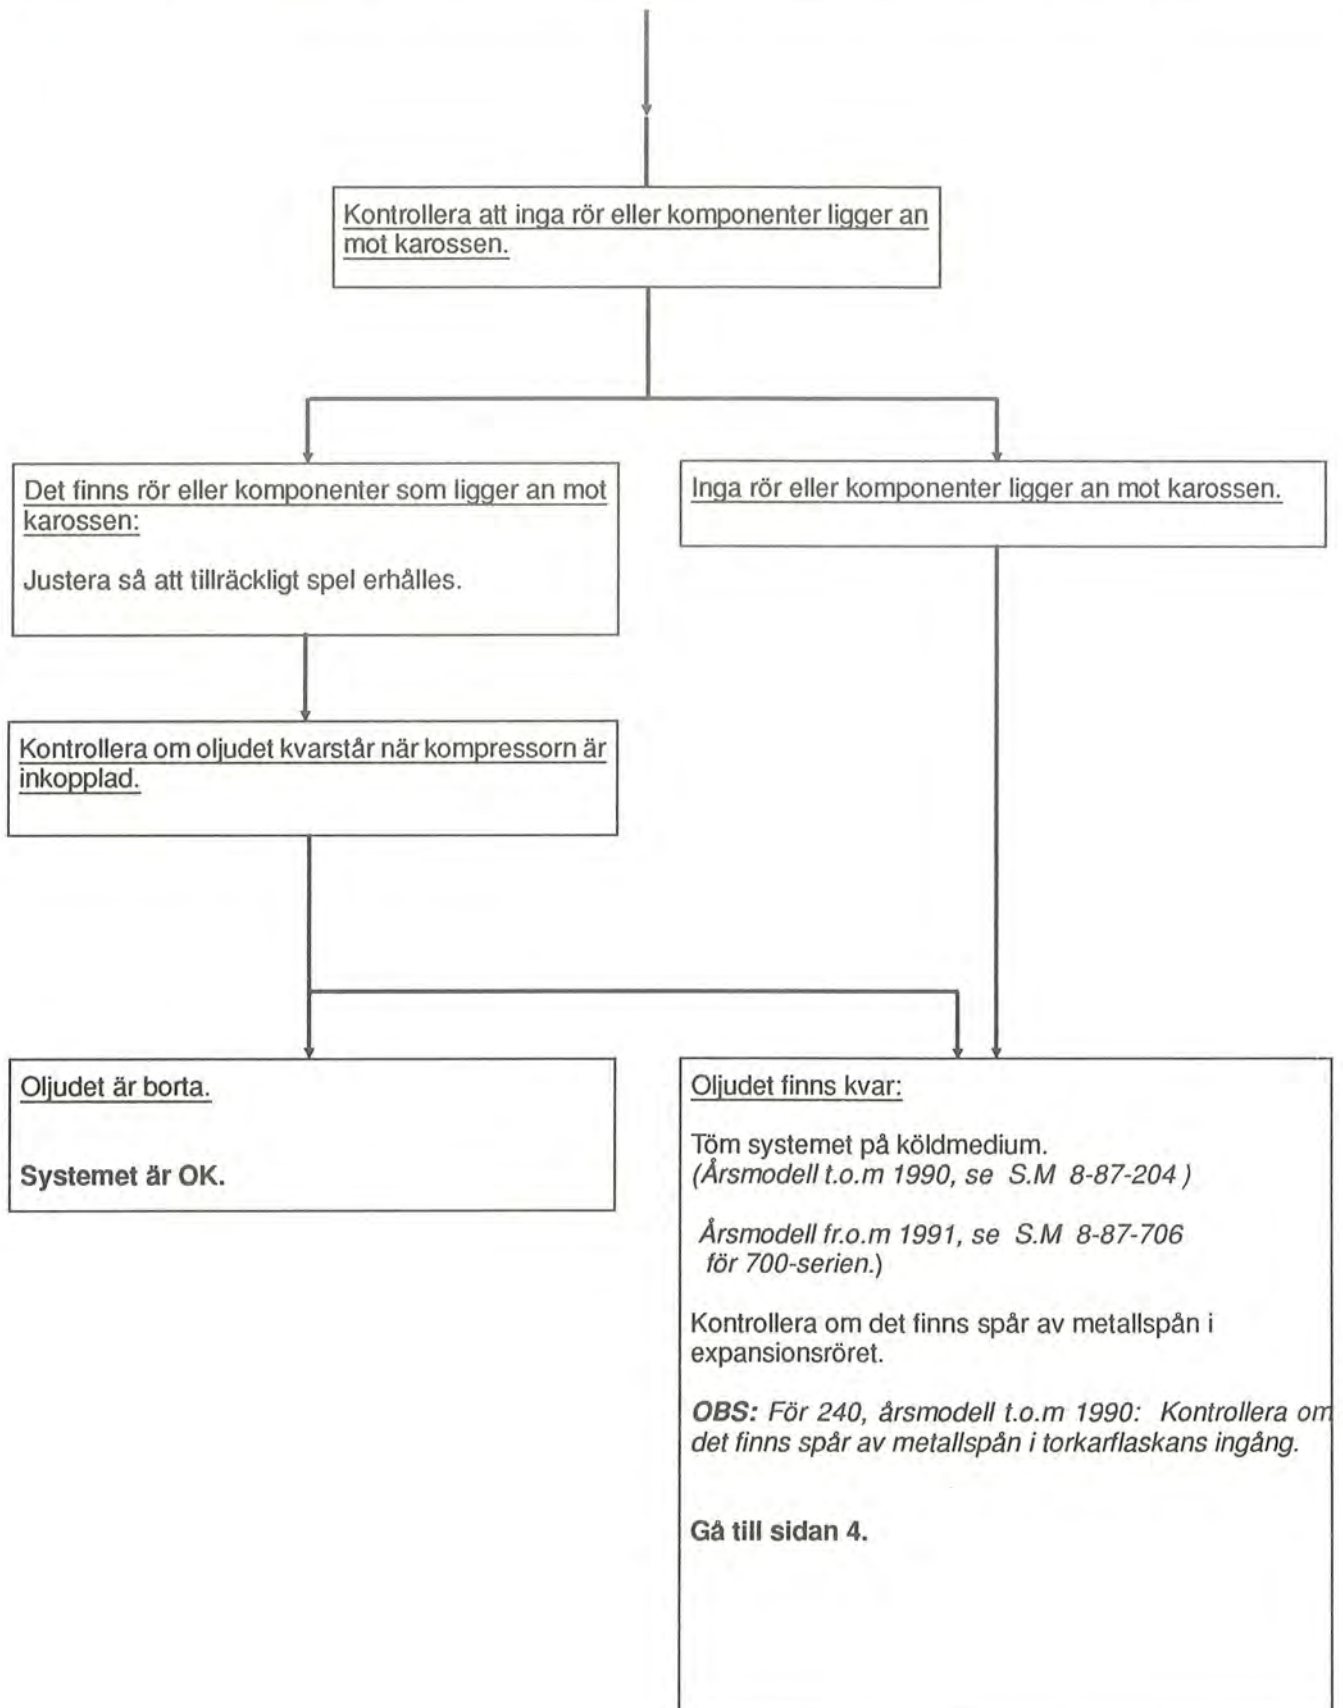 Kontrollera att inga rör eller komponenter ligger an
mot karossen.
Det finns rör eller komponenter som ligger an mot
karossen:
Justera så att tillräckligt spel erhålles.
Inga rör eller komponenter ligger an mot karossen.
Kontrollera om oljudet kvarstår när kompressorn är
inkopplad.
Oljudet är borta.
Systemet är OK.
Oljudet finns kvar:
Töm systemet på köldmedium.
(Årsmodell t.o.m 1990, se S.M 8-87-204 )
Årsmodell fr.o.m 1991, se S.M 8-87-706
för 700-serien.)
Kontrollera om det finns spår av metallspån i
expansionsröret.
OBS: För 240, årsmodell t.o.m 1990: Kontrollera om
det finns spår av metallspån i torkarflaskans ingång.
Gå till sidan 4.